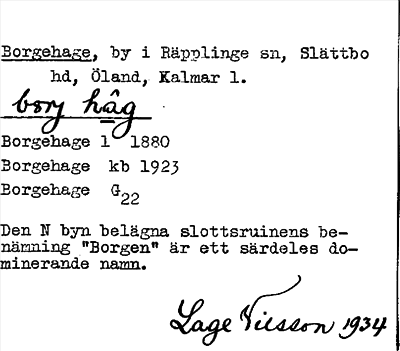 Borgehage, by i Räpplinge sn, Slättbo
hd, Öland, Kalmar l.
borj håg
Borgehage l 1880
Borgehage kb 1923
Borgehage G22
Den N byn belägna slottsruinens be-
nämning "Borgen" är ett särdeles do-
minerande namn.
Lage Nilsson 1934